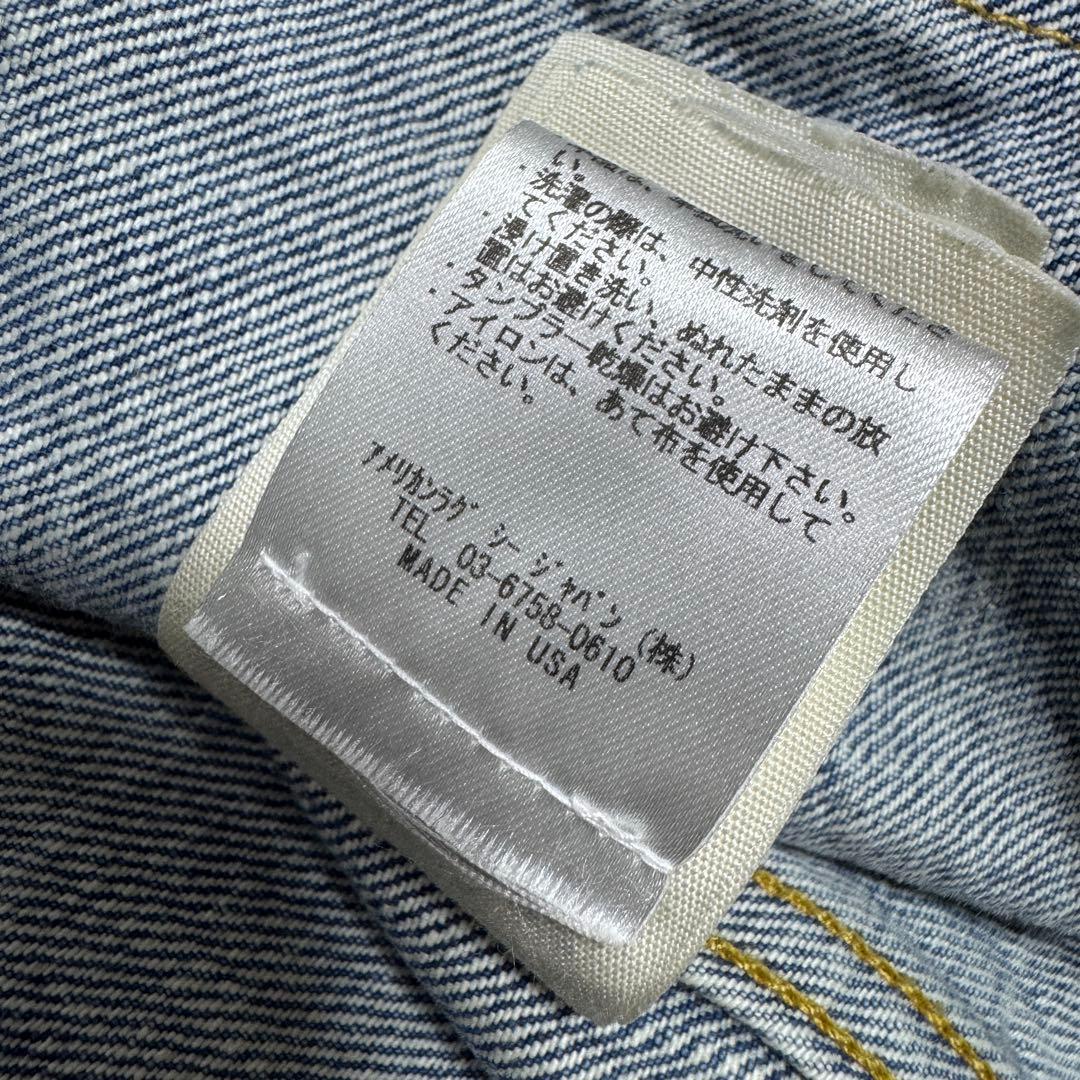 い。
・洗濯の際は、中性洗剤を使用し
てください。
・浸け置き洗い、ぬれたままの放
置はお避けください。
・タンブラー乾燥はお避け下さい。
・アイロンは、あて布を使用して
ください。
アメリカンラグ シー ジャパン (株)
TEL 03-6758-0610
MADE IN USA